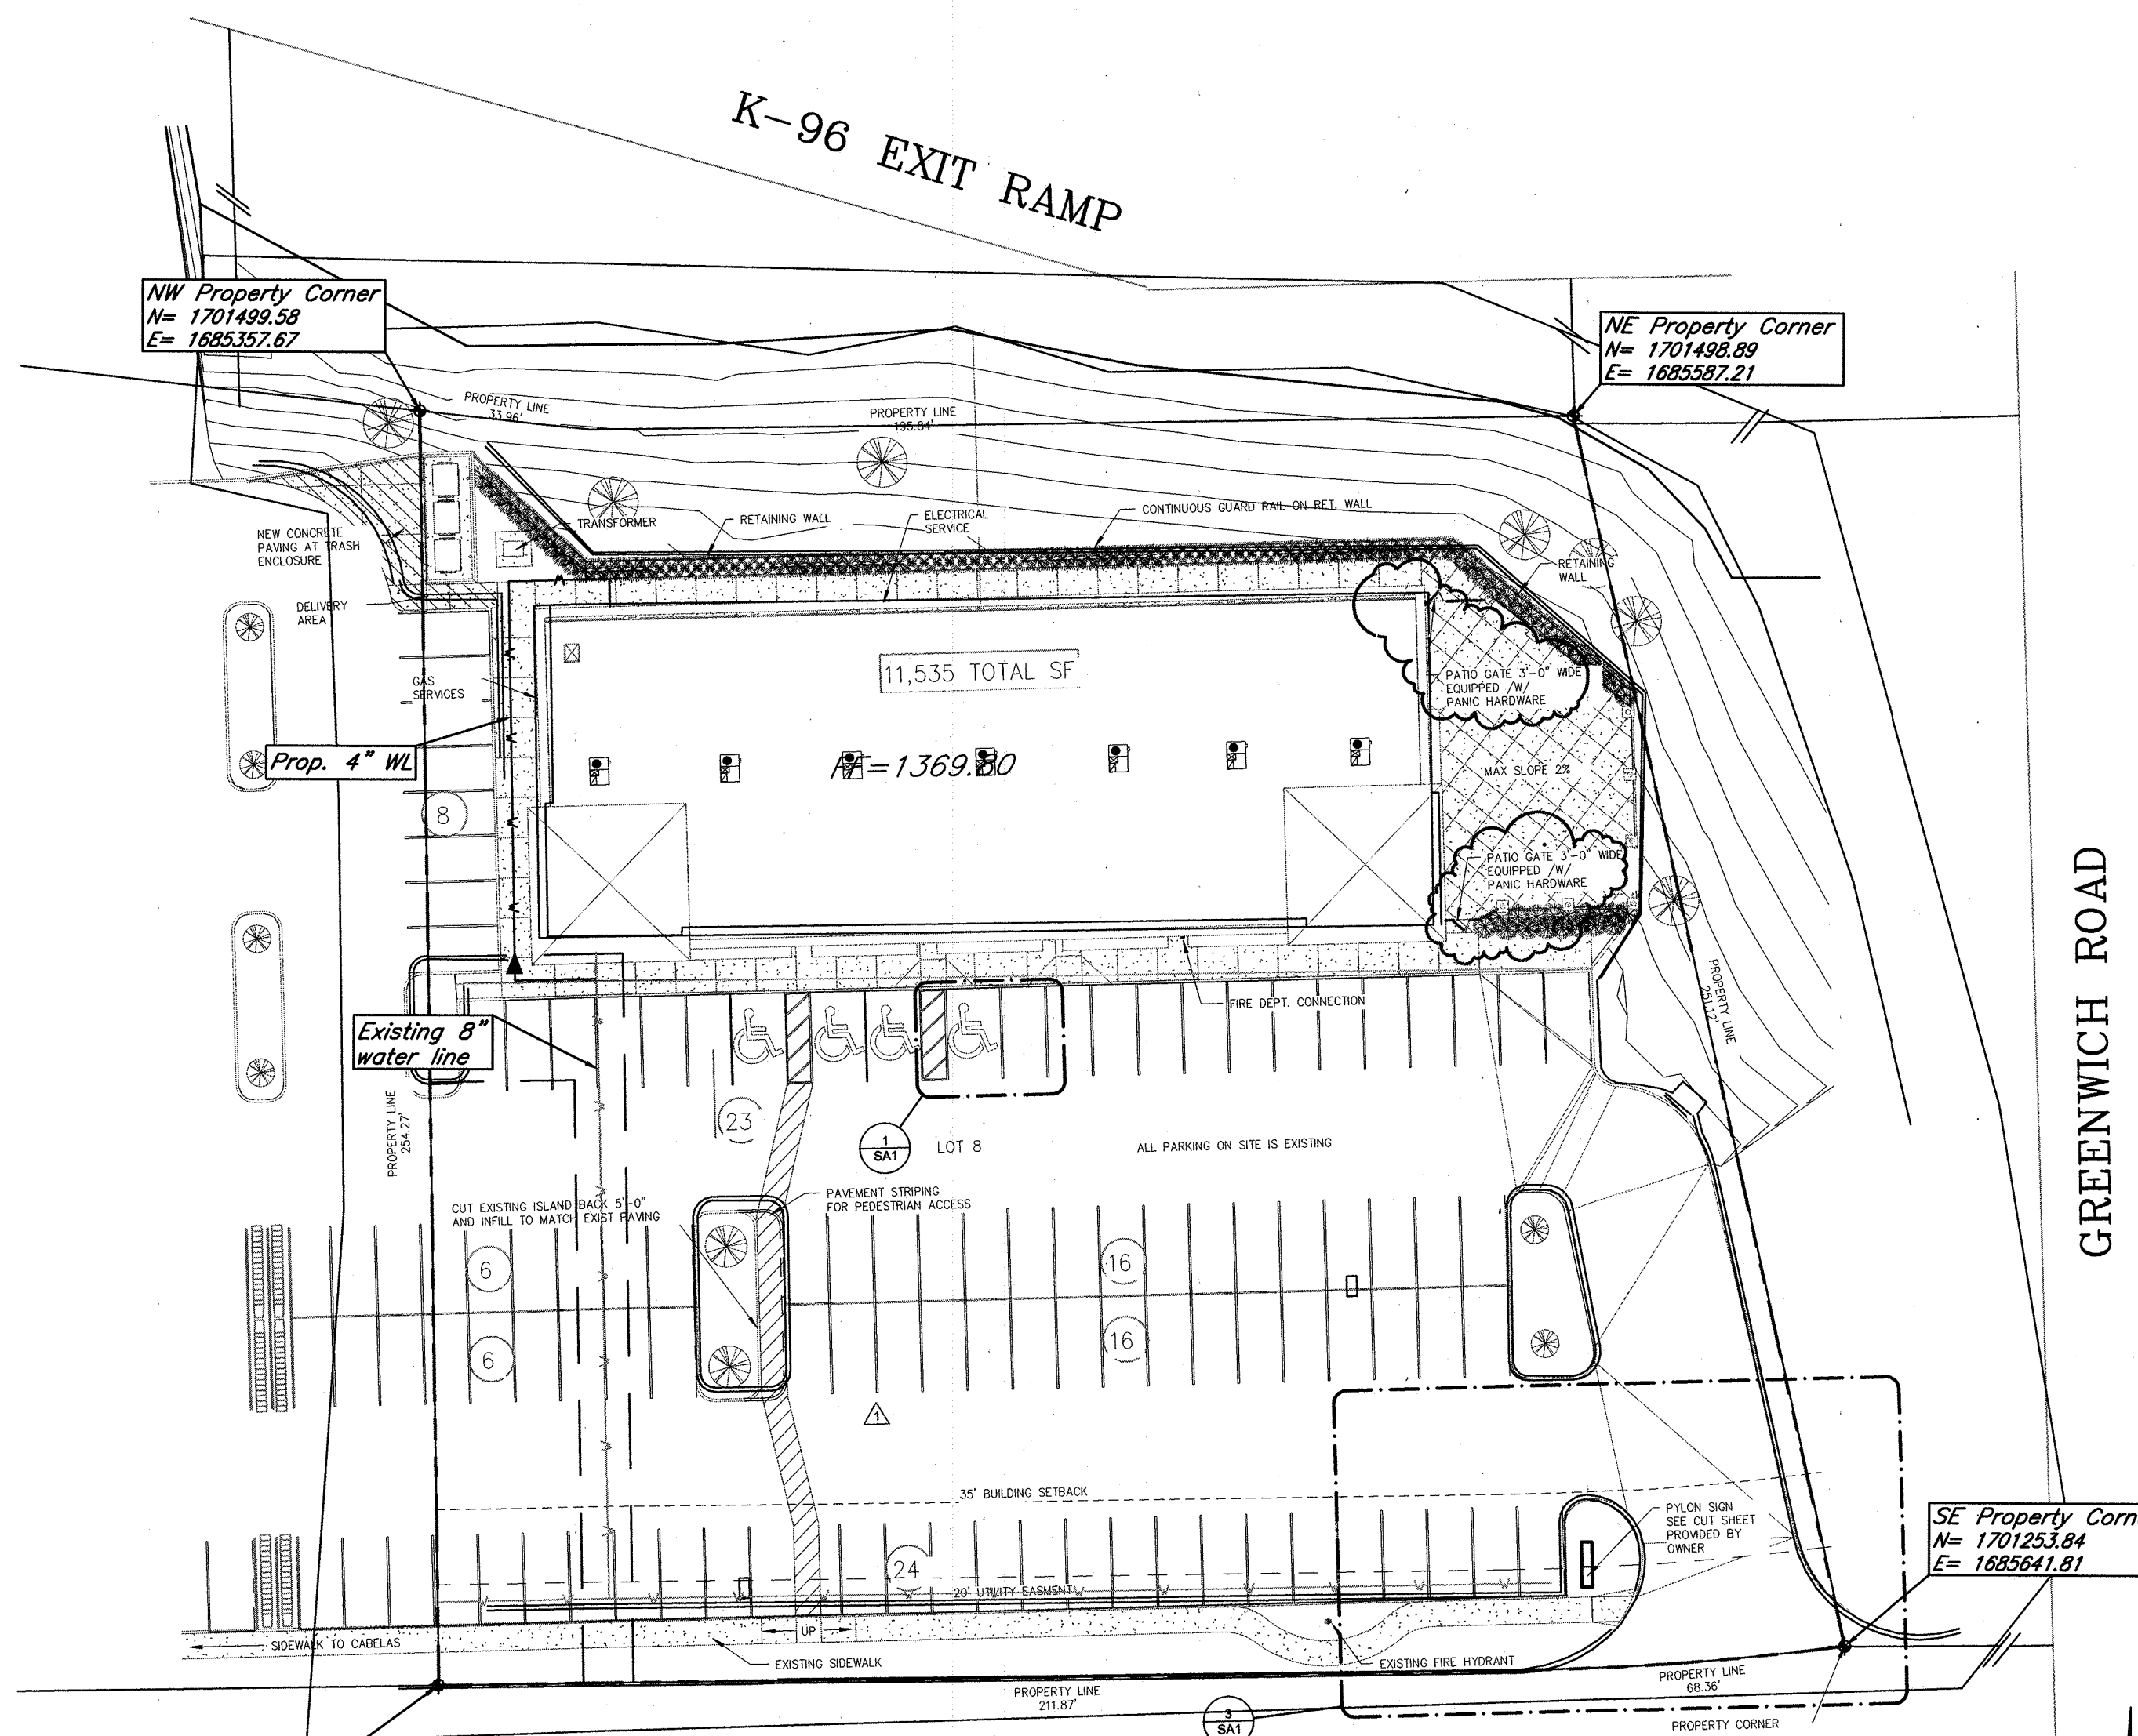 K-96 EXIT RAMP
NW Property Corner
N= 1701499.58
E= 1685357.67
NE Property Corner
N= 1701498.89
E= 1685587.21
PROPERTY LINE
33.96'
PROPERTY LINE
195.84'
TRANSFORMER
RETAINING WALL
ELECTRICAL
SERVICE
CONTINUOUS GUARD RAIL ON RET. WALL
NEW CONCRETE
PAVING AT TRASH
ENCLOSURE
RETAINING
WALL
DELIVERY
AREA
W
11,535 TOTAL SF
GAS
SERVICES
PATIO GATE 3'-0" WIDE
EQUIPPED /W/
PANIC HARDWARE
Prop. 4" WL
FF=1369.80
MAX SLOPE 2%
8
PATIO GATE 3'-0" WIDE
EQUIPPED /W/
PANIC HARDWARE
GREENWICH ROAD
PROPERTY LINE
251.12'
FIRE DEPT. CONNECTION
Existing 8"
water line
PROPERTY LINE
254.27'
23
1
SA1
LOT 8
ALL PARKING ON SITE IS EXISTING
PAVEMENT STRIPING
FOR PEDESTRIAN ACCESS
CUT EXISTING ISLAND BACK 5'-0"
AND INFILL TO MATCH EXIST PAVING
6
16
6
16
1
35' BUILDING SETBACK
PYLON SIGN
SEE CUT SHEET
PROVIDED BY
OWNER
SE Property Corn
N= 1701253.84
E= 1685641.81
24
20' UTILITY EASMENT
SIDEWALK TO CABELAS
UP
EXISTING SIDEWALK
EXISTING FIRE HYDRANT
PROPERTY LINE
211.87'
PROPERTY LINE
68.36'
3
SA1
PROPERTY CORNER